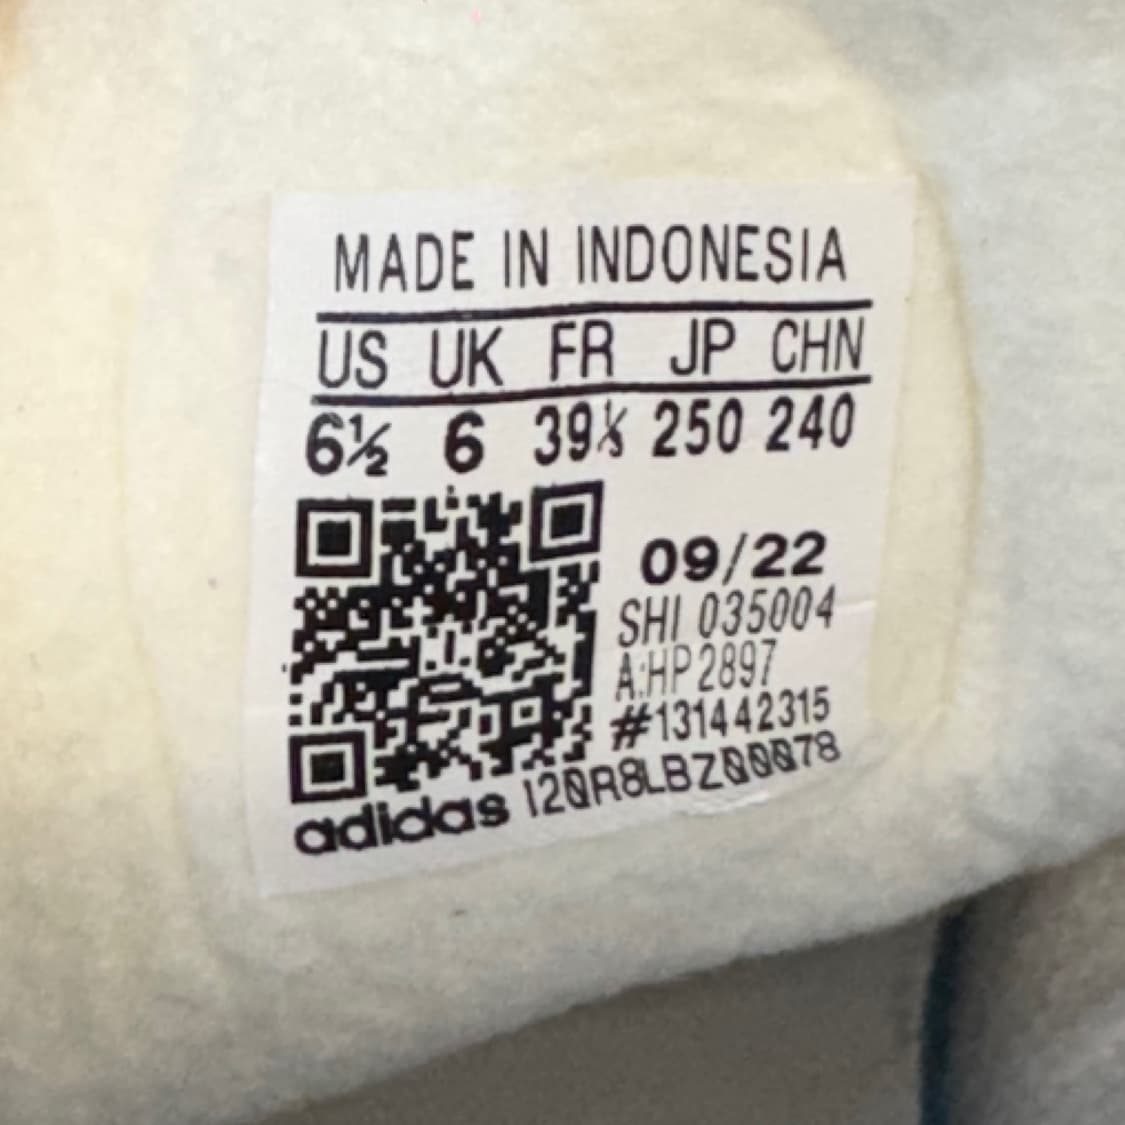 MADE IN INDONESIA
US UK FR JP CHN
6½ 6 39⅓ 250 240
09/22
SHI 035004
A:HP2897
#131442315
adidas 120R8LBZ00078